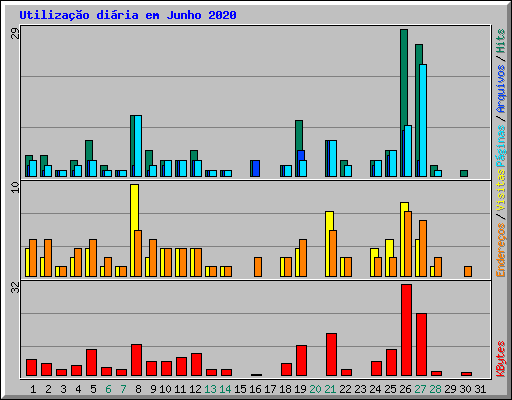 Utilização diária em Junho 2020
29
10
32
Páginas / Arquivos / Hits
Endereços / Visitas
KBytes
1 2 3 4 5 6 7 8 9 10 11 12 13 14 15 16 17 18 19 20 21 22 23 24 25 26 27 28 29 30 31